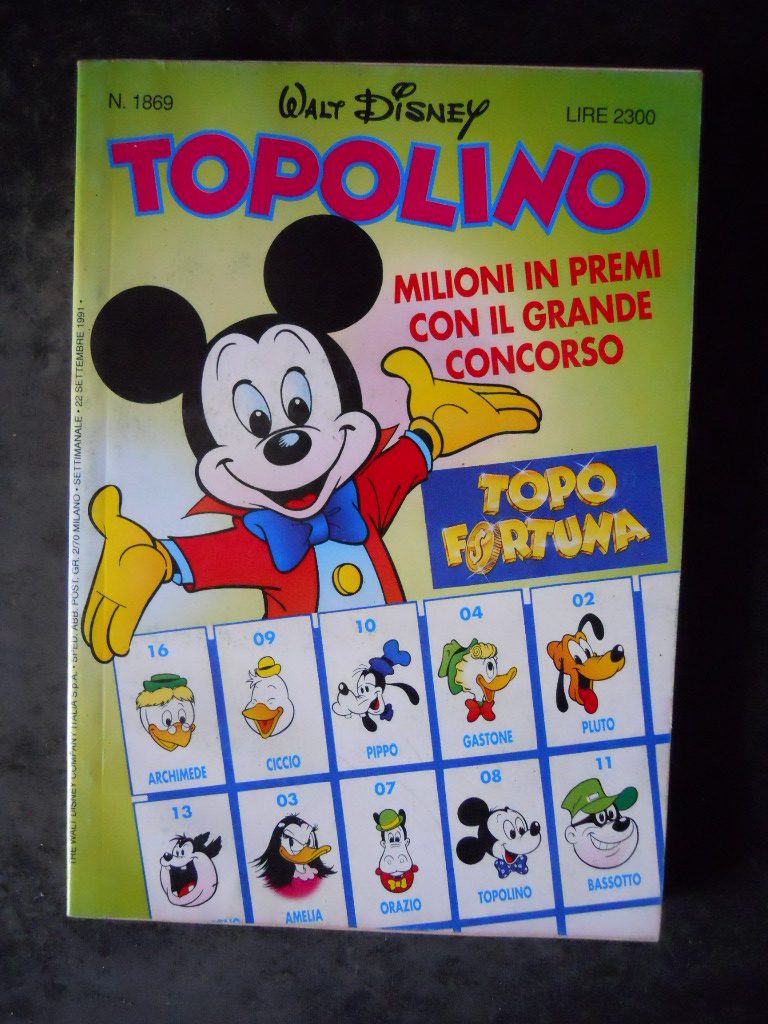 N. 1869
WALT DISNEY
LIRE 2300
TOPOLINO
MILIONI IN PREMI
CON IL GRANDE
CONCORSO
TOPO
FORTUNA
16
ARCHIMEDE
09
CICCIO
10
PIPPO
04
GASTONE
02
PLUTO
13
03
AMELIA
07
ORAZIO
08
TOPOLINO
11
BASSOTTO
THE WALT DISNEY COMPANY ITALIA S.p.A. • SPED. ABB. POST. GR. 2/70 MILANO • SETTIMANALE • 22 SETTEMBRE 1991 •